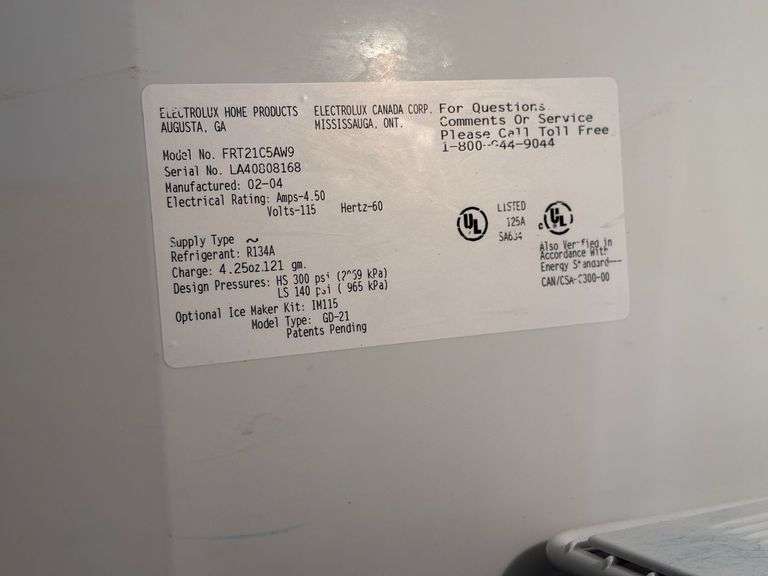 ELECTROLUX HOME PRODUCTS
AUGUSTA, GA
ELECTROLUX CANADA CORP.
MISSISSAUGA, ONT.
For Questions
Comments Or Service
Please Call Toll Free
Model No. FRT21C5AW9
Serial No. LA40808168
Manufactured: 02-04
Electrical Rating: Amps-4.50
Volts-115 Hertz-60
UL
LISTED
125A
c UL
Also Verified in
Accordance With
Energy Standard
Supply Type ~
Refrigerant: R134A
Charge: 4.25oz.121 gm.
Design Pressures: HS 300 psi kPa)
LS 140 psi ( 965 kPa)
Optional Ice Maker Kit: IM115
Model Type: GD-21
Patents Pending